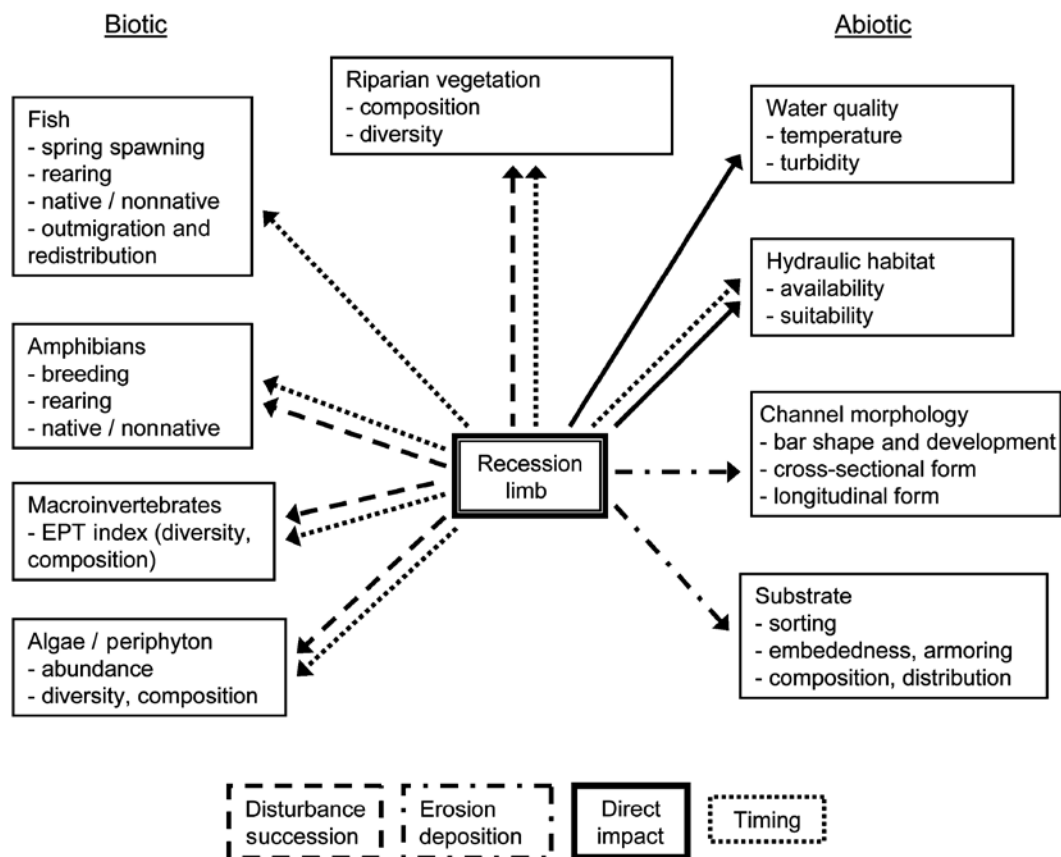 Biotic
Abiotic
Riparian vegetation
- composition
- diversity
Fish
- spring spawning
- rearing
- native / nonnative
- outmigration and
redistribution
Water quality
- temperature
- turbidity
Hydraulic habitat
- availability
- suitability
Amphibians
- breeding
- rearing
- native / nonnative
Recession
limb
Channel morphology
- bar shape and development
- cross-sectional form
- longitudinal form
Macroinvertebrates
- EPT index (diversity,
composition)
Substrate
- sorting
- embededness, armoring
- composition, distribution
Algae / periphyton
- abundance
- diversity, composition
Disturbance
succession
Erosion
deposition
Direct
impact
Timing